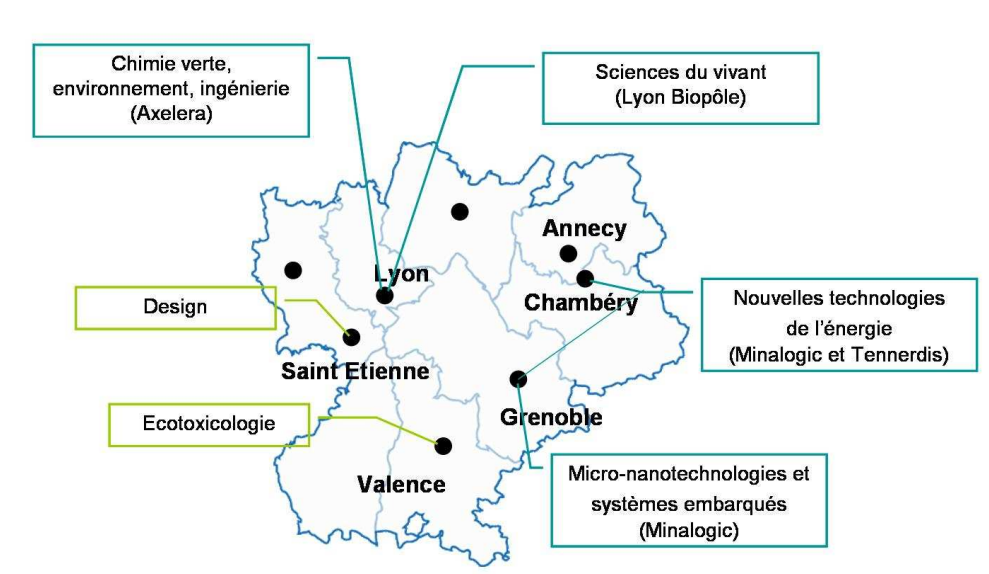 Chimie verte,
environnement, ingénierie
(Axelera)
Sciences du vivant
(Lyon Biopôle)
Annecy
Lyon
Chambéry
Nouvelles technologies
de l'énergie
(Minalogic et Tennerdis)
Design
Saint Etienne
Grenoble
Ecotoxicologie
Valence
Micro-nanotechnologies et
systèmes embarqués
(Minalogic)